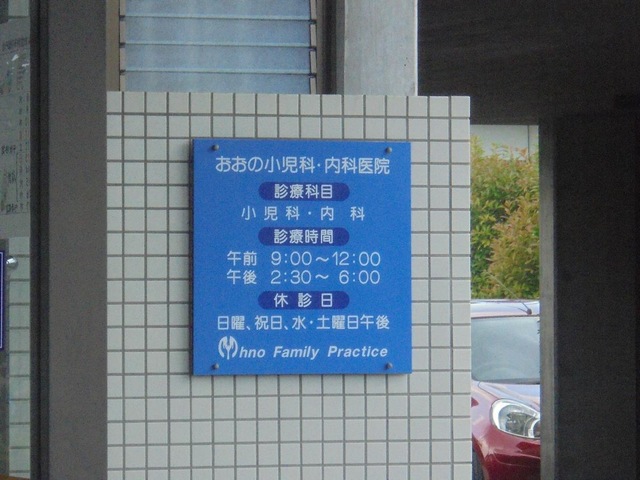 おおの小児科・内科医院
診療科目
小児科・内 科
診療時間
午前 9:00～12:00
午後 2:30～ 6:00
休診日
日曜、祝日、水・土曜日午後
Ohno Family Practice